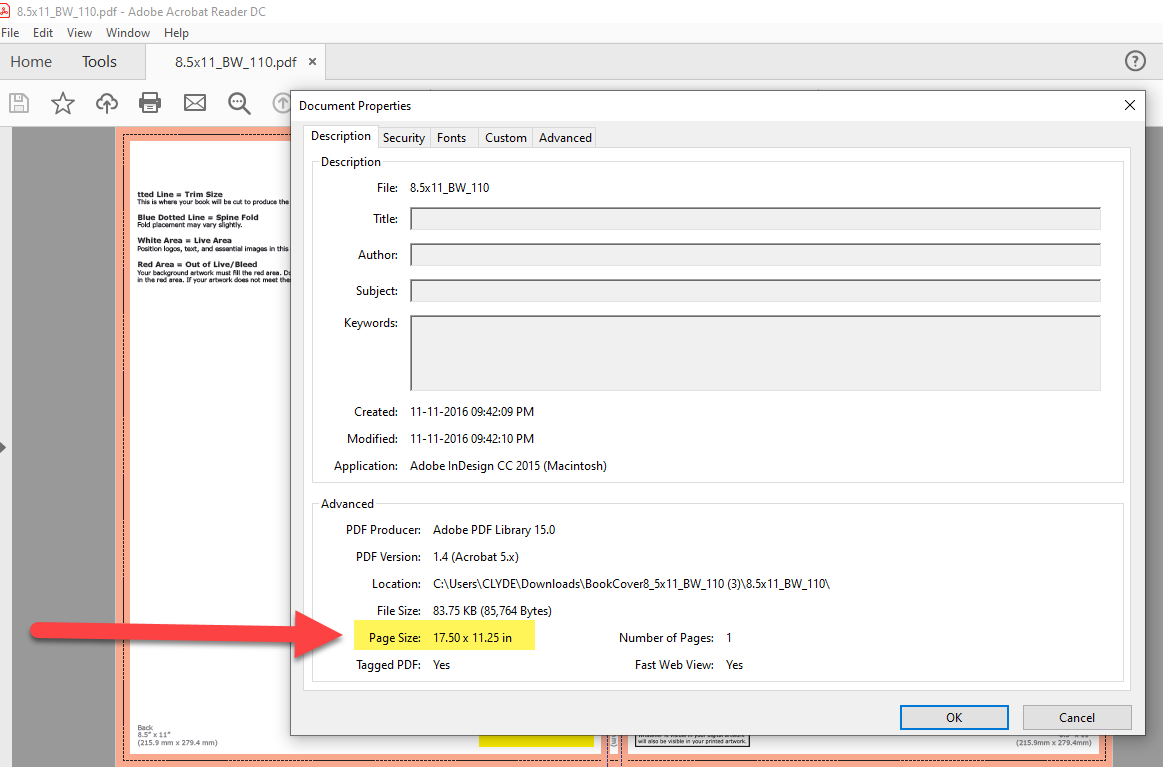 8.5x11_BW_110.pdf - Adobe Acrobat Reader DC
File Edit View Window Help
Home Tools 8.5x11_BW_110.pdf ×
Document Properties
Description Security Fonts Custom Advanced
Description
File: 8.5x11_BW_110
Title:
Author:
Subject:
Keywords:
Created: 11-11-2016 09:42:09 PM
Modified: 11-11-2016 09:42:10 PM
Application: Adobe InDesign CC 2015 (Macintosh)
Advanced
PDF Producer: Adobe PDF Library 15.0
PDF Version: 1.4 (Acrobat 5.x)
Location: C:\Users\CLYDE\Downloads\BookCover8_5x11_BW_110 (3)\8.5x11_BW_110\
File Size: 83.75 KB (85,764 Bytes)
Page Size: 17.50 x 11.25 in Number of Pages: 1
Tagged PDF: Yes Fast Web View: Yes
OK Cancel
tted Line = Trim Size
This is where your book will be cut to produce the
Blue Dotted Line = Spine Fold
Fold placement may vary slightly.
White Area = Live Area
Position logos, text, and essential images in this
Red Area = Out of Live/Bleed
Your background artwork must fill the red area. Do
in the red area. If your artwork does not meet the
Back
8.5" x 11"
(215.9 mm x 279.4 mm)
will also be visible in your printed artwork.
(215.9mm x 279.4mm)